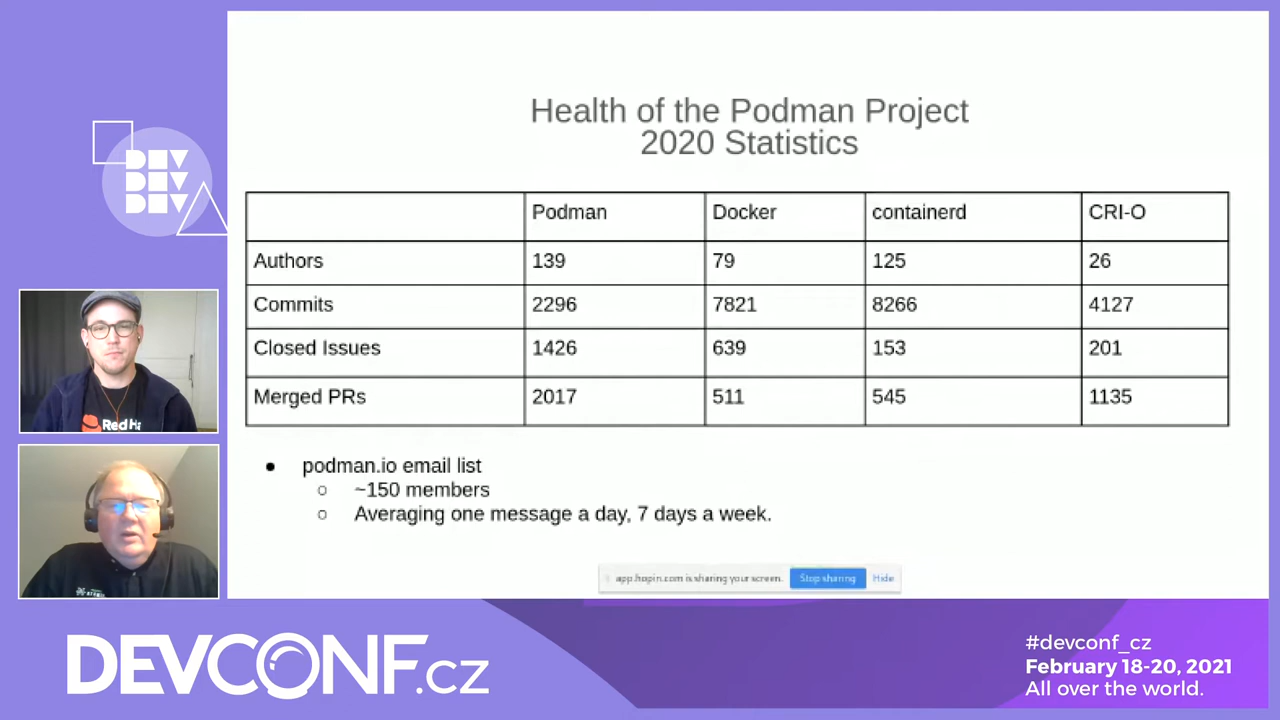 Health of the Podman Project
2020 Statistics
Podman Docker containerd CRI-O
Authors 139 79 125 26
Commits 2296 7821 8266 4127
Closed Issues 1426 639 153 201
Merged PRs 2017 511 545 1135
● podman.io email list
○ ~150 members
○ Averaging one message a day, 7 days a week.
app.hopin.com is sharing your screen. Stop sharing Hide
DEV
DEV
DEV
Red Ha
DEVCONF.cz
#devconf_cz
February 18-20, 2021
All over the world.